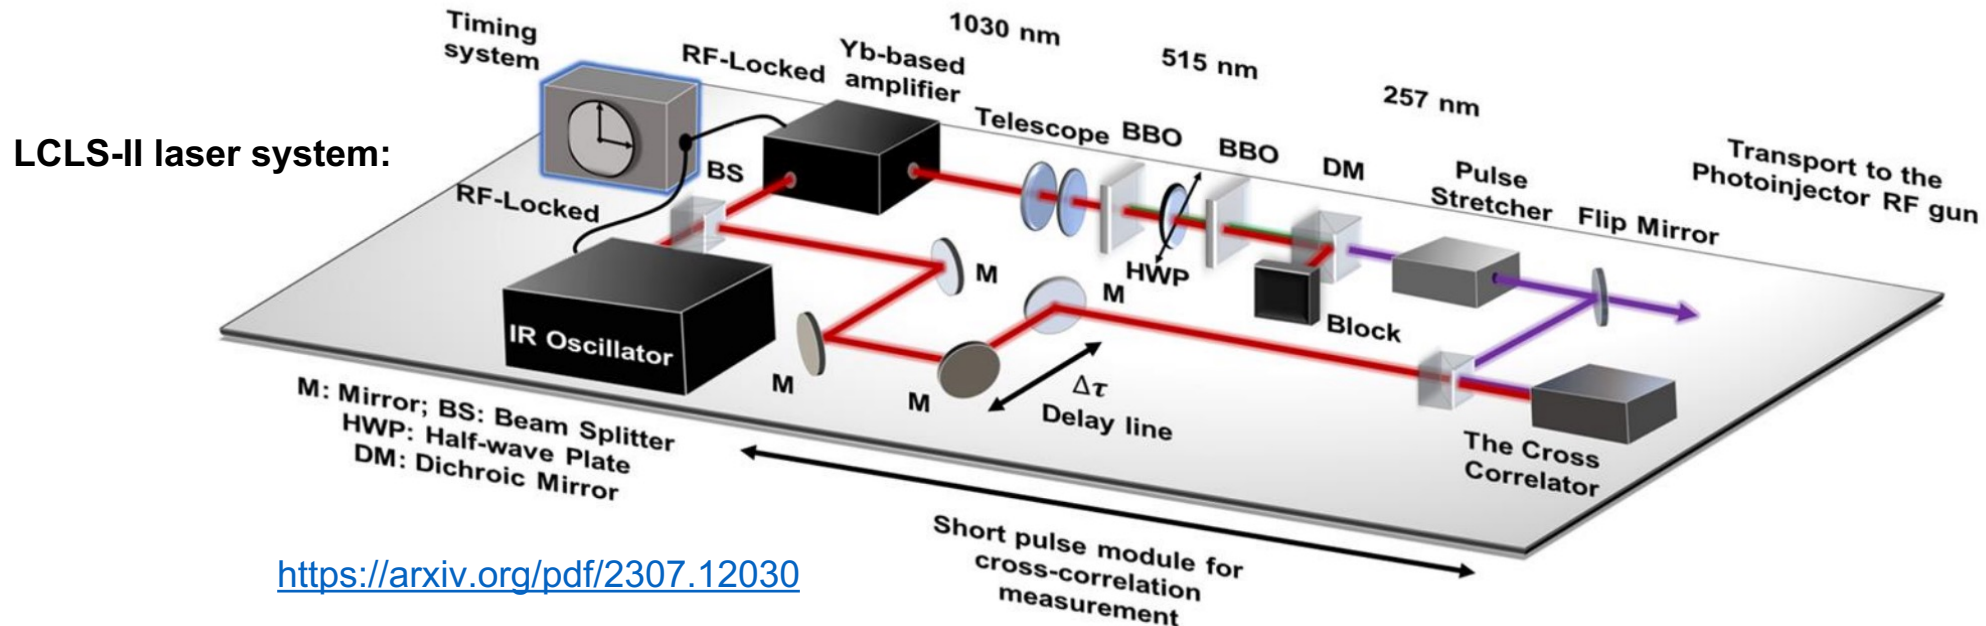 LCLS-II laser system:
Timing
system
RF-Locked
Yb-based
amplifier
1030 nm
515 nm
257 nm
RF-Locked
BS
Telescope
BBO
HWP
BBO
DM
Block
Pulse
Stretcher
Flip Mirror
Transport to the
Photoinjector RF gun
IR Oscillator
M
M
M
M
Δτ
Delay line
The Cross
Correlator
M: Mirror; BS: Beam Splitter
HWP: Half-wave Plate
DM: Dichroic Mirror
Short pulse module for
cross-correlation
measurement
https://arxiv.org/pdf/2307.12030